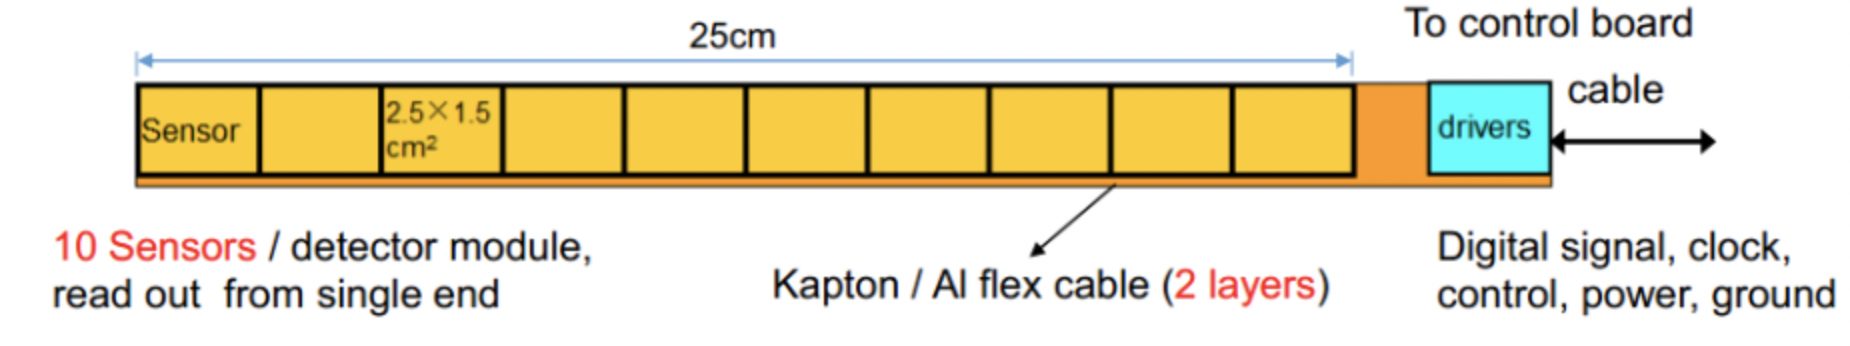 25cm
To control board
cable
Sensor
2.5×1.5
cm²
drivers
10 Sensors / detector module,
read out from single end
Kapton / Al flex cable (2 layers)
Digital signal, clock,
control, power, ground